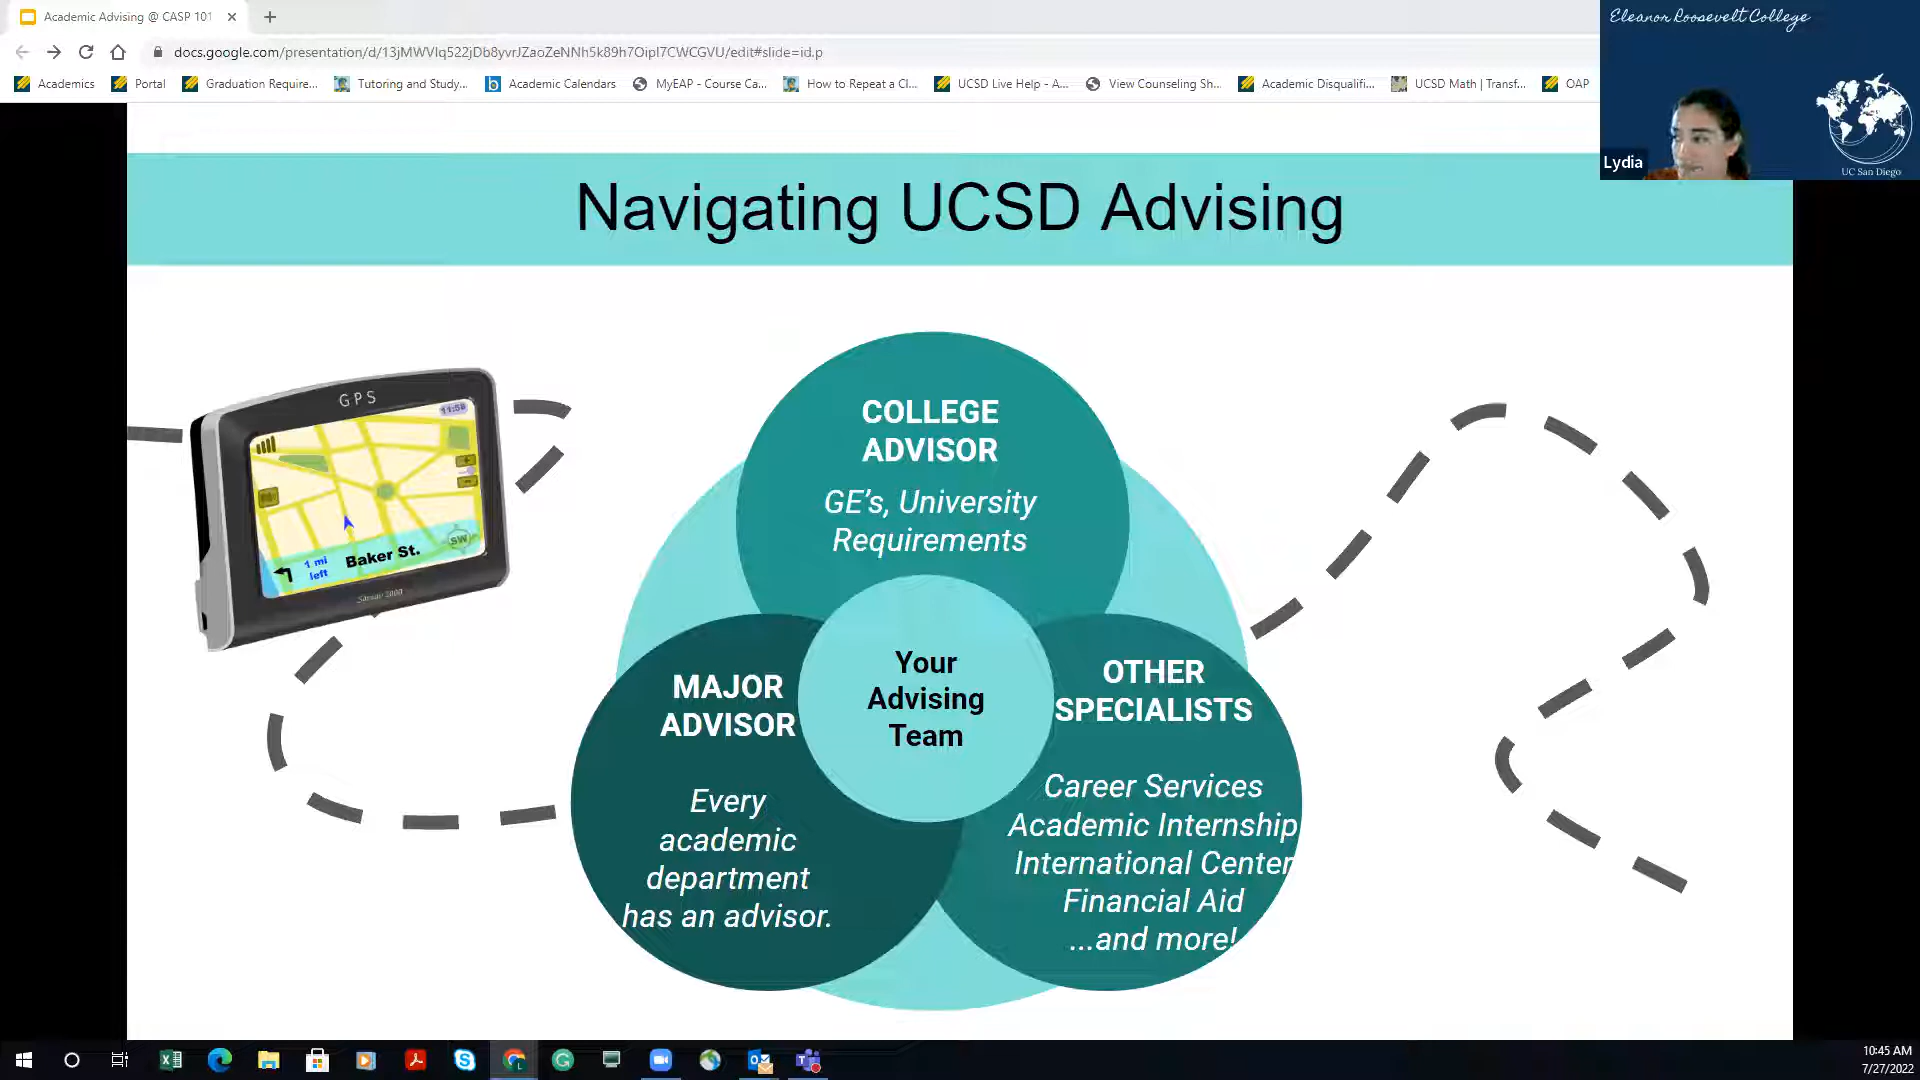 Academic Advising @ CASP 101
docs.google.com/presentation/d/13jMWVlq522jDb8yvrJZaoZeNNh5k89h7Oipl7CWCGVU/edit#slide=id.p
Academics
Portal
Graduation Require...
Tutoring and Study...
Academic Calendars
MyEAP - Course Ca...
How to Repeat a Cl...
UCSD Live Help - A...
View Counseling Sh...
Academic Disqualifi...
UCSD Math | Transf...
OAP
Eleanor Roosevelt College
Lydia
UC San Diego
Navigating UCSD Advising
GPS
11:56
SW
1 mi
left
Baker St.
COLLEGE
ADVISOR
GE’s, University
Requirements
Your
Advising
Team
MAJOR
ADVISOR
Every
academic
department
has an advisor.
OTHER
SPECIALISTS
Career Services
Academic Internship
International Center
Financial Aid
...and more!
10:45 AM
7/27/2022